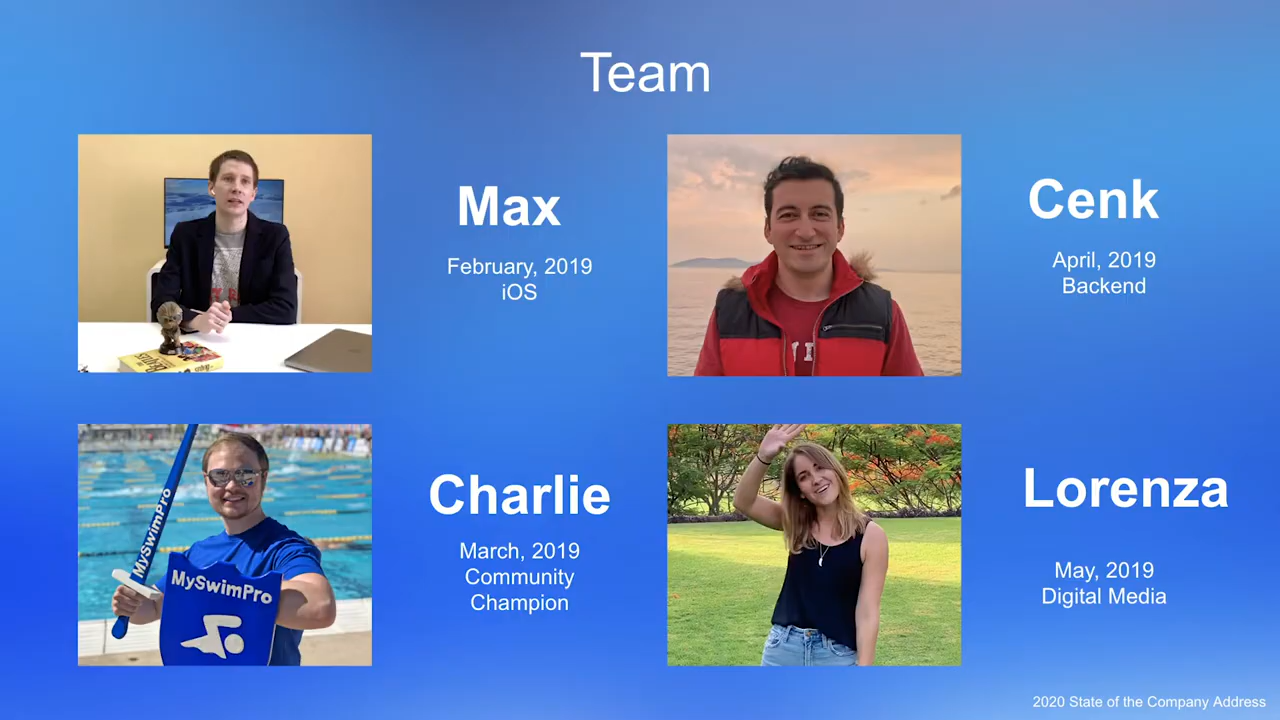 Team
Max
February, 2019
iOS
Cenk
April, 2019
Backend
MySwimPro
MySwimPro
Charlie
March, 2019
Community
Champion
Lorenza
May, 2019
Digital Media
2020 State of the Company Address